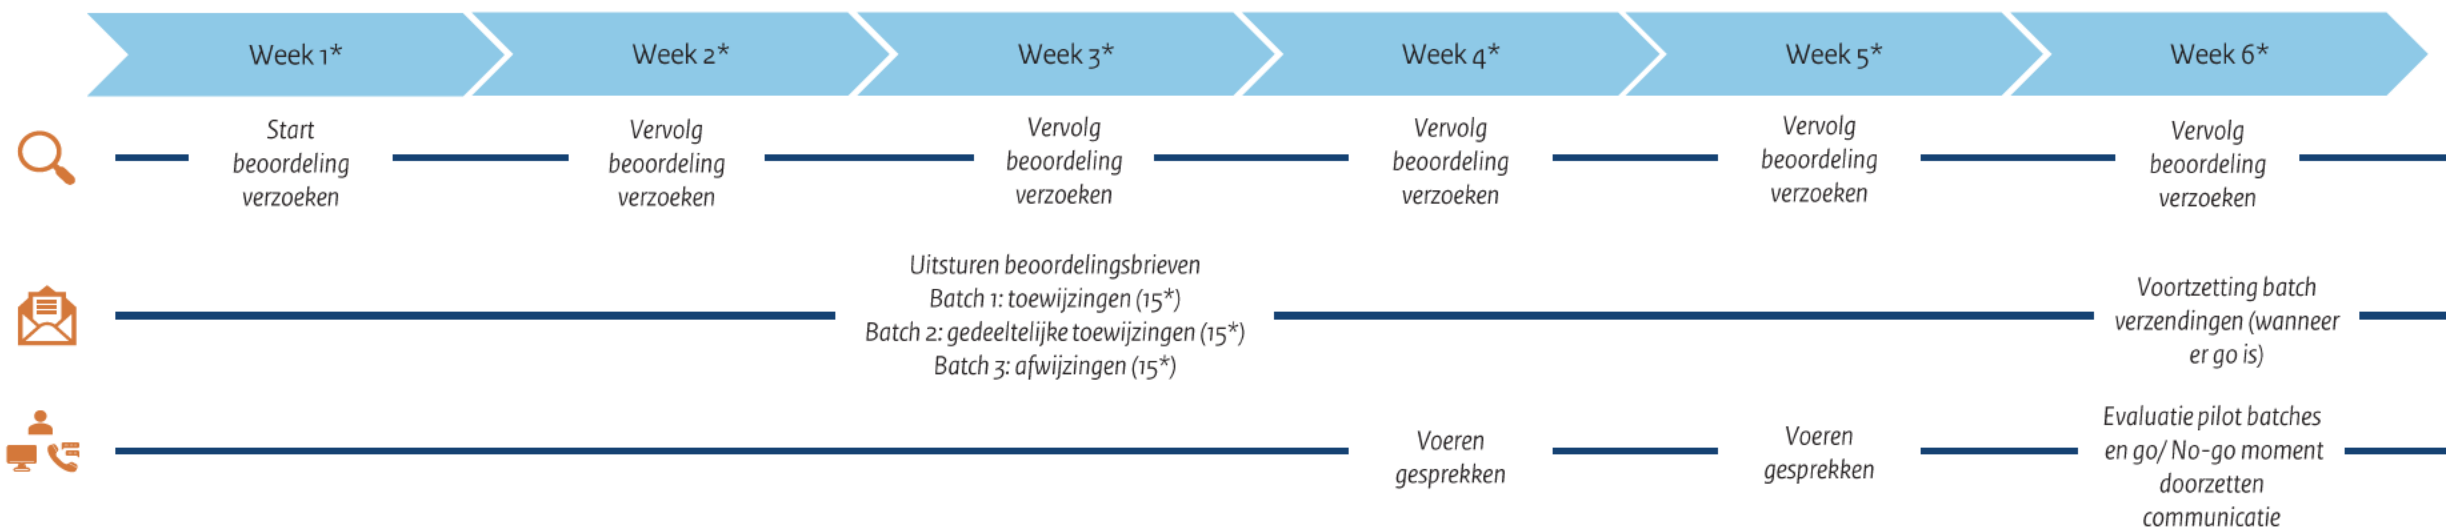 Week 1*
Week 2*
Week 3*
Week 4*
Week 5*
Week 6*
Start
beoordeling
verzoeken
Vervolg
beoordeling
verzoeken
Vervolg
beoordeling
verzoeken
Vervolg
beoordeling
verzoeken
Vervolg
beoordeling
verzoeken
Vervolg
beoordeling
verzoeken
Uitsturen beoordelingsbrieven
Batch 1: toewijzingen (15*)
Batch 2: gedeeltelijke toewijzingen (15*)
Batch 3: afwijzingen (15*)
Voortzetting batch
verzendingen (wanneer
er go is)
Voeren
gesprekken
Voeren
gesprekken
Evaluatie pilot batches
en go/ No-go moment
doorzetten
communicatie